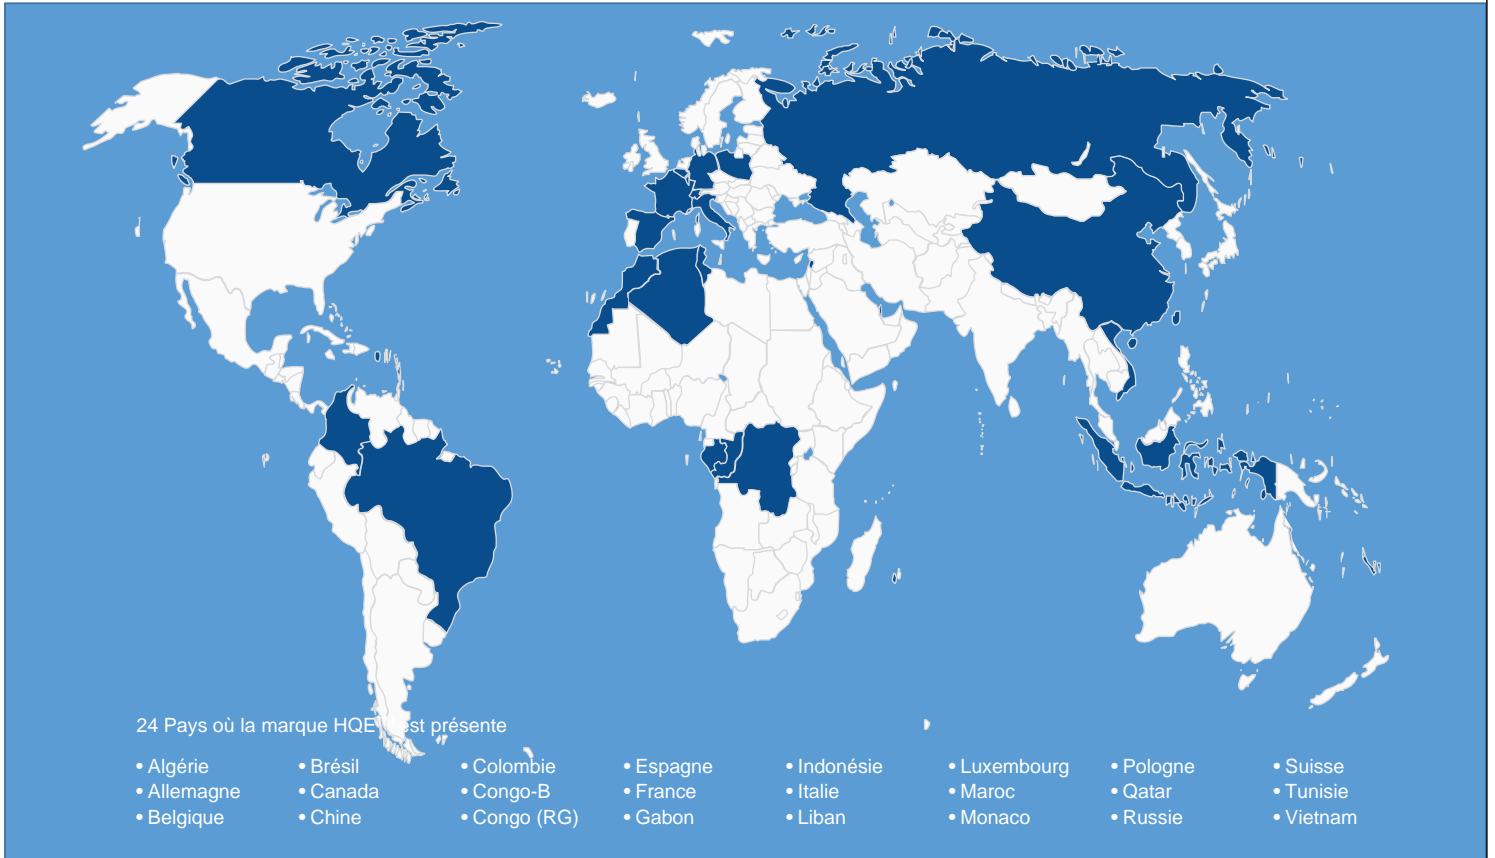 24 Pays où la marque HQE est présente
• Algérie • Brésil • Colombie • Espagne • Indonésie • Luxembourg • Pologne • Suisse
• Allemagne • Canada • Congo-B • France • Italie • Maroc • Qatar • Tunisie
• Belgique • Chine • Congo (RG) • Gabon • Liban • Monaco • Russie • Vietnam